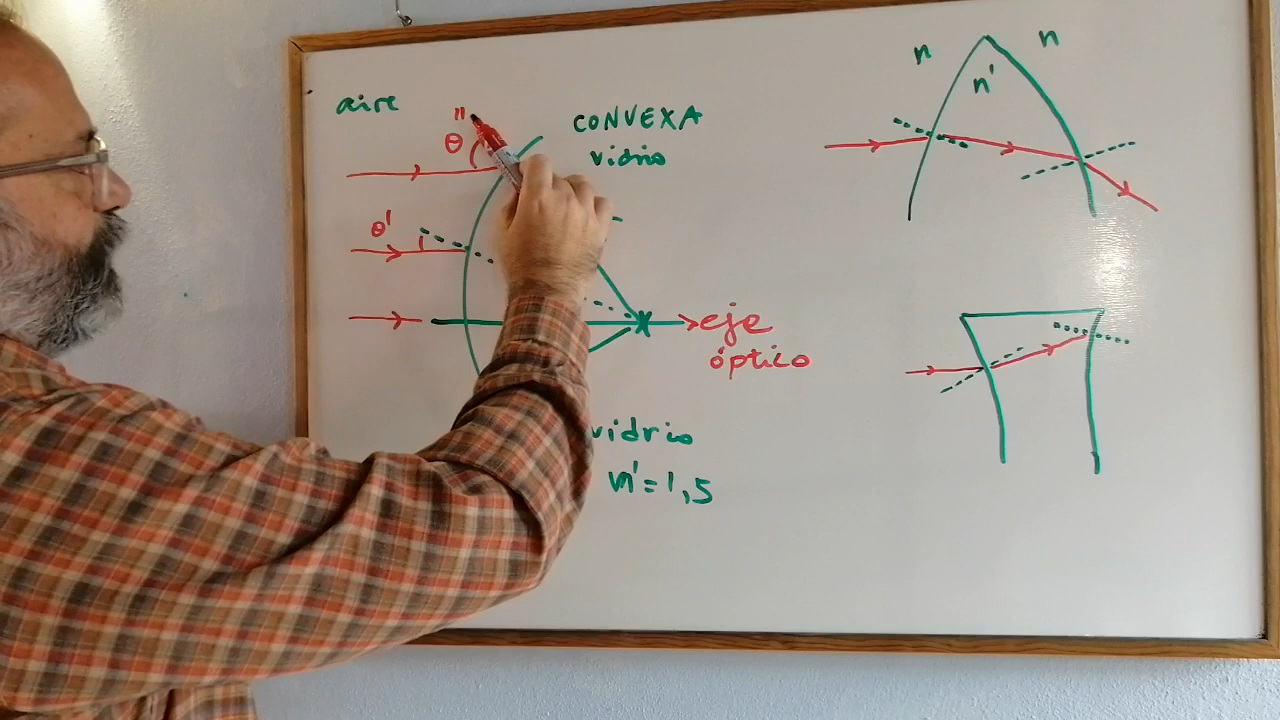 aire
θ"
CONVEXA
vidrio
θ'
eje
óptico
vidrio
n'=1,5
n
n
n'